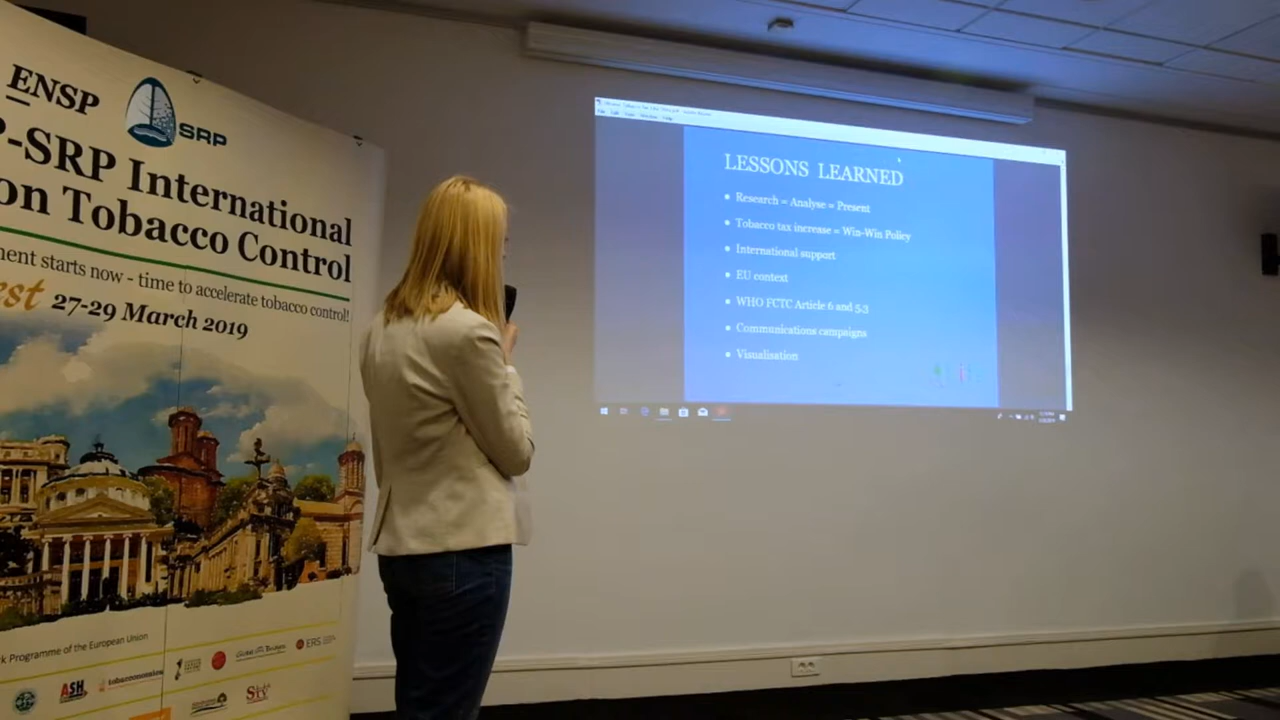 ENSP
SRP
P-SRP International
on Tobacco Control
ment starts now - time to accelerate tobacco control!
est 27-29 March 2019
k Programme of the European Union
ERS
ASH
tobacconomics
LESSONS LEARNED
Research = Analyse = Present
Tobacco tax increase = Win-Win Policy
International support
EU context
WHO FCTC Article 6 and 5.3
Communications campaigns
Visualisation